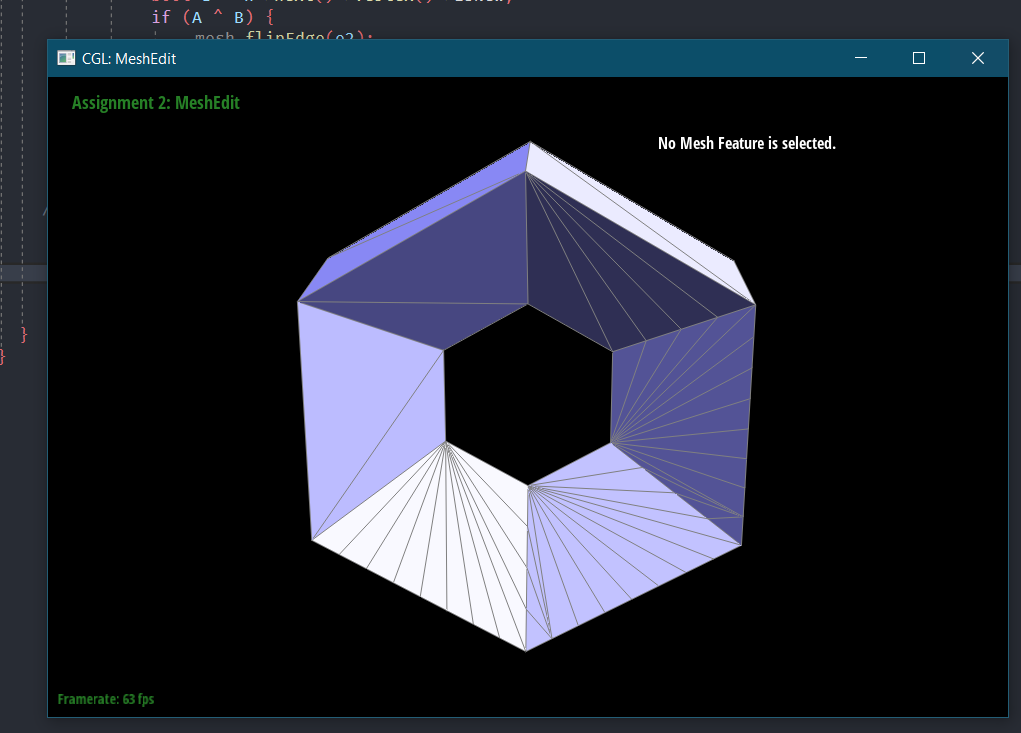 if (A ^ B) {
mesh.flipEdge(e2);
CGL: MeshEdit
Assignment 2: MeshEdit
No Mesh Feature is selected.
}
}
Framerate: 63 fps